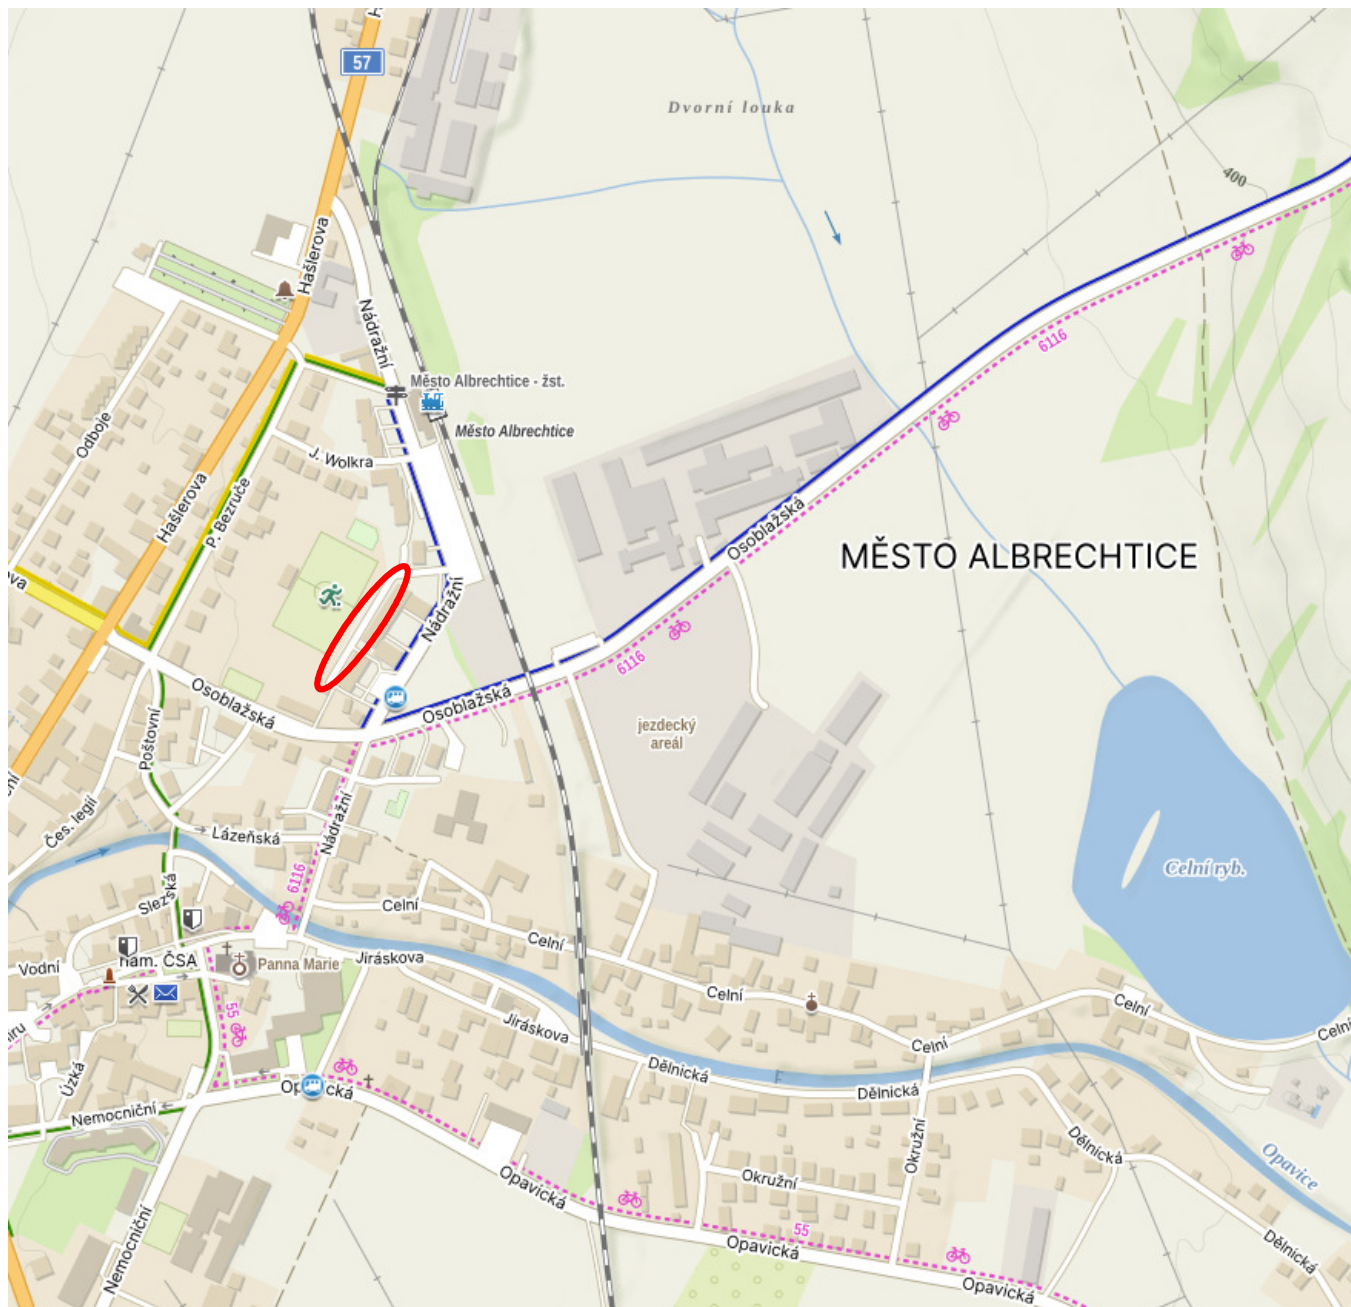 57
Dvorní louka
400
Hašlerova
Nádražní
6116
Město Albrechtice - žst.
Město Albrechtice
Odboje
J. Wolkra
Hašlerova
P. Bezruče
Osoblažská
MĚSTO ALBRECHTICE
Nádražní
6116
Osoblažská
Osoblažská
Poštovní
jezdecký
areál
Nádražní
Čes. legií
Lázeňská
6116
Celní ryb.
Slezská
Celní
Celní
nám. ČSA
Vodní
Panna Marie
Jiráskova
Celní
Celní
Celní
55
Jiráskova
Celní
Úzká
Dělnická
Dělnická
Opavická
Nemocniční
Dělnická
Okružní
Opavice
Opavická
Okružní
Nemocniční
55
Opavická
Dělnická
Opavická